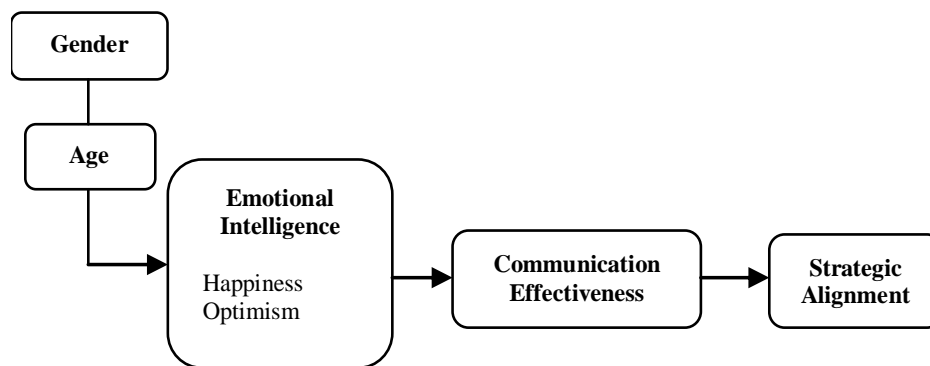 Gender
Age
Emotional
Intelligence
Happiness
Optimism
Communication
Effectiveness
Strategic
Alignment